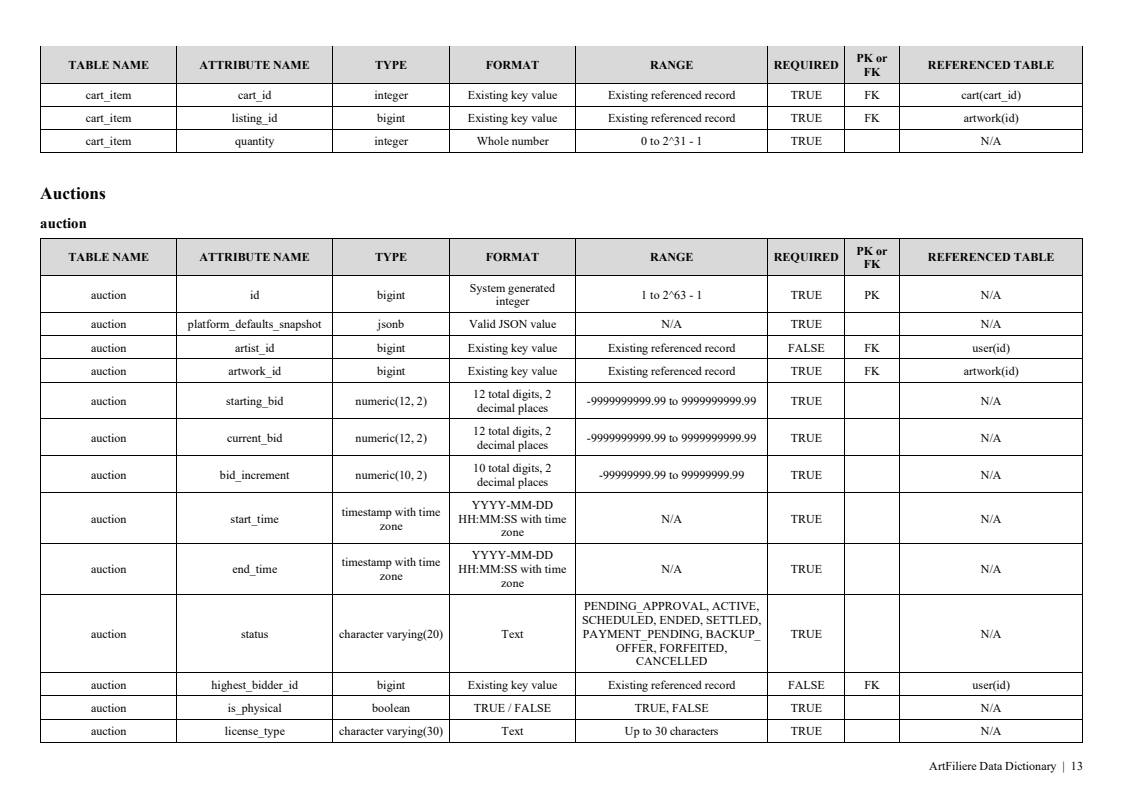 TABLE NAME ATTRIBUTE NAME TYPE FORMAT RANGE REQUIRED PK or FK REFERENCED TABLE
cart_item cart_id integer Existing key value Existing referenced record TRUE FK cart(cart_id)
cart_item listing_id bigint Existing key value Existing referenced record TRUE FK artwork(id)
cart_item quantity integer Whole number 0 to 2^31 - 1 TRUE N/A
Auctions
auction
TABLE NAME ATTRIBUTE NAME TYPE FORMAT RANGE REQUIRED PK or FK REFERENCED TABLE
auction id bigint System generated integer 1 to 2^63 - 1 TRUE PK N/A
auction platform_defaults_snapshot jsonb Valid JSON value N/A TRUE N/A
auction artist_id bigint Existing key value Existing referenced record FALSE FK user(id)
auction artwork_id bigint Existing key value Existing referenced record TRUE FK artwork(id)
auction starting_bid numeric(12, 2) 12 total digits, 2 decimal places -9999999999.99 to 9999999999.99 TRUE N/A
auction current_bid numeric(12, 2) 12 total digits, 2 decimal places -9999999999.99 to 9999999999.99 TRUE N/A
auction bid_increment numeric(10, 2) 10 total digits, 2 decimal places -99999999.99 to 99999999.99 TRUE N/A
auction start_time timestamp with time zone YYYY-MM-DD HH:MM:SS with time zone N/A TRUE N/A
auction end_time timestamp with time zone YYYY-MM-DD HH:MM:SS with time zone N/A TRUE N/A
auction status character varying(20) Text PENDING_APPROVAL, ACTIVE, SCHEDULED, ENDED, SETTLED, PAYMENT_PENDING, BACKUP_ OFFER, FORFEITED, CANCELLED TRUE N/A
auction highest_bidder_id bigint Existing key value Existing referenced record FALSE FK user(id)
auction is_physical boolean TRUE / FALSE TRUE, FALSE TRUE N/A
auction license_type character varying(30) Text Up to 30 characters TRUE N/A
ArtFiliere Data Dictionary | 13